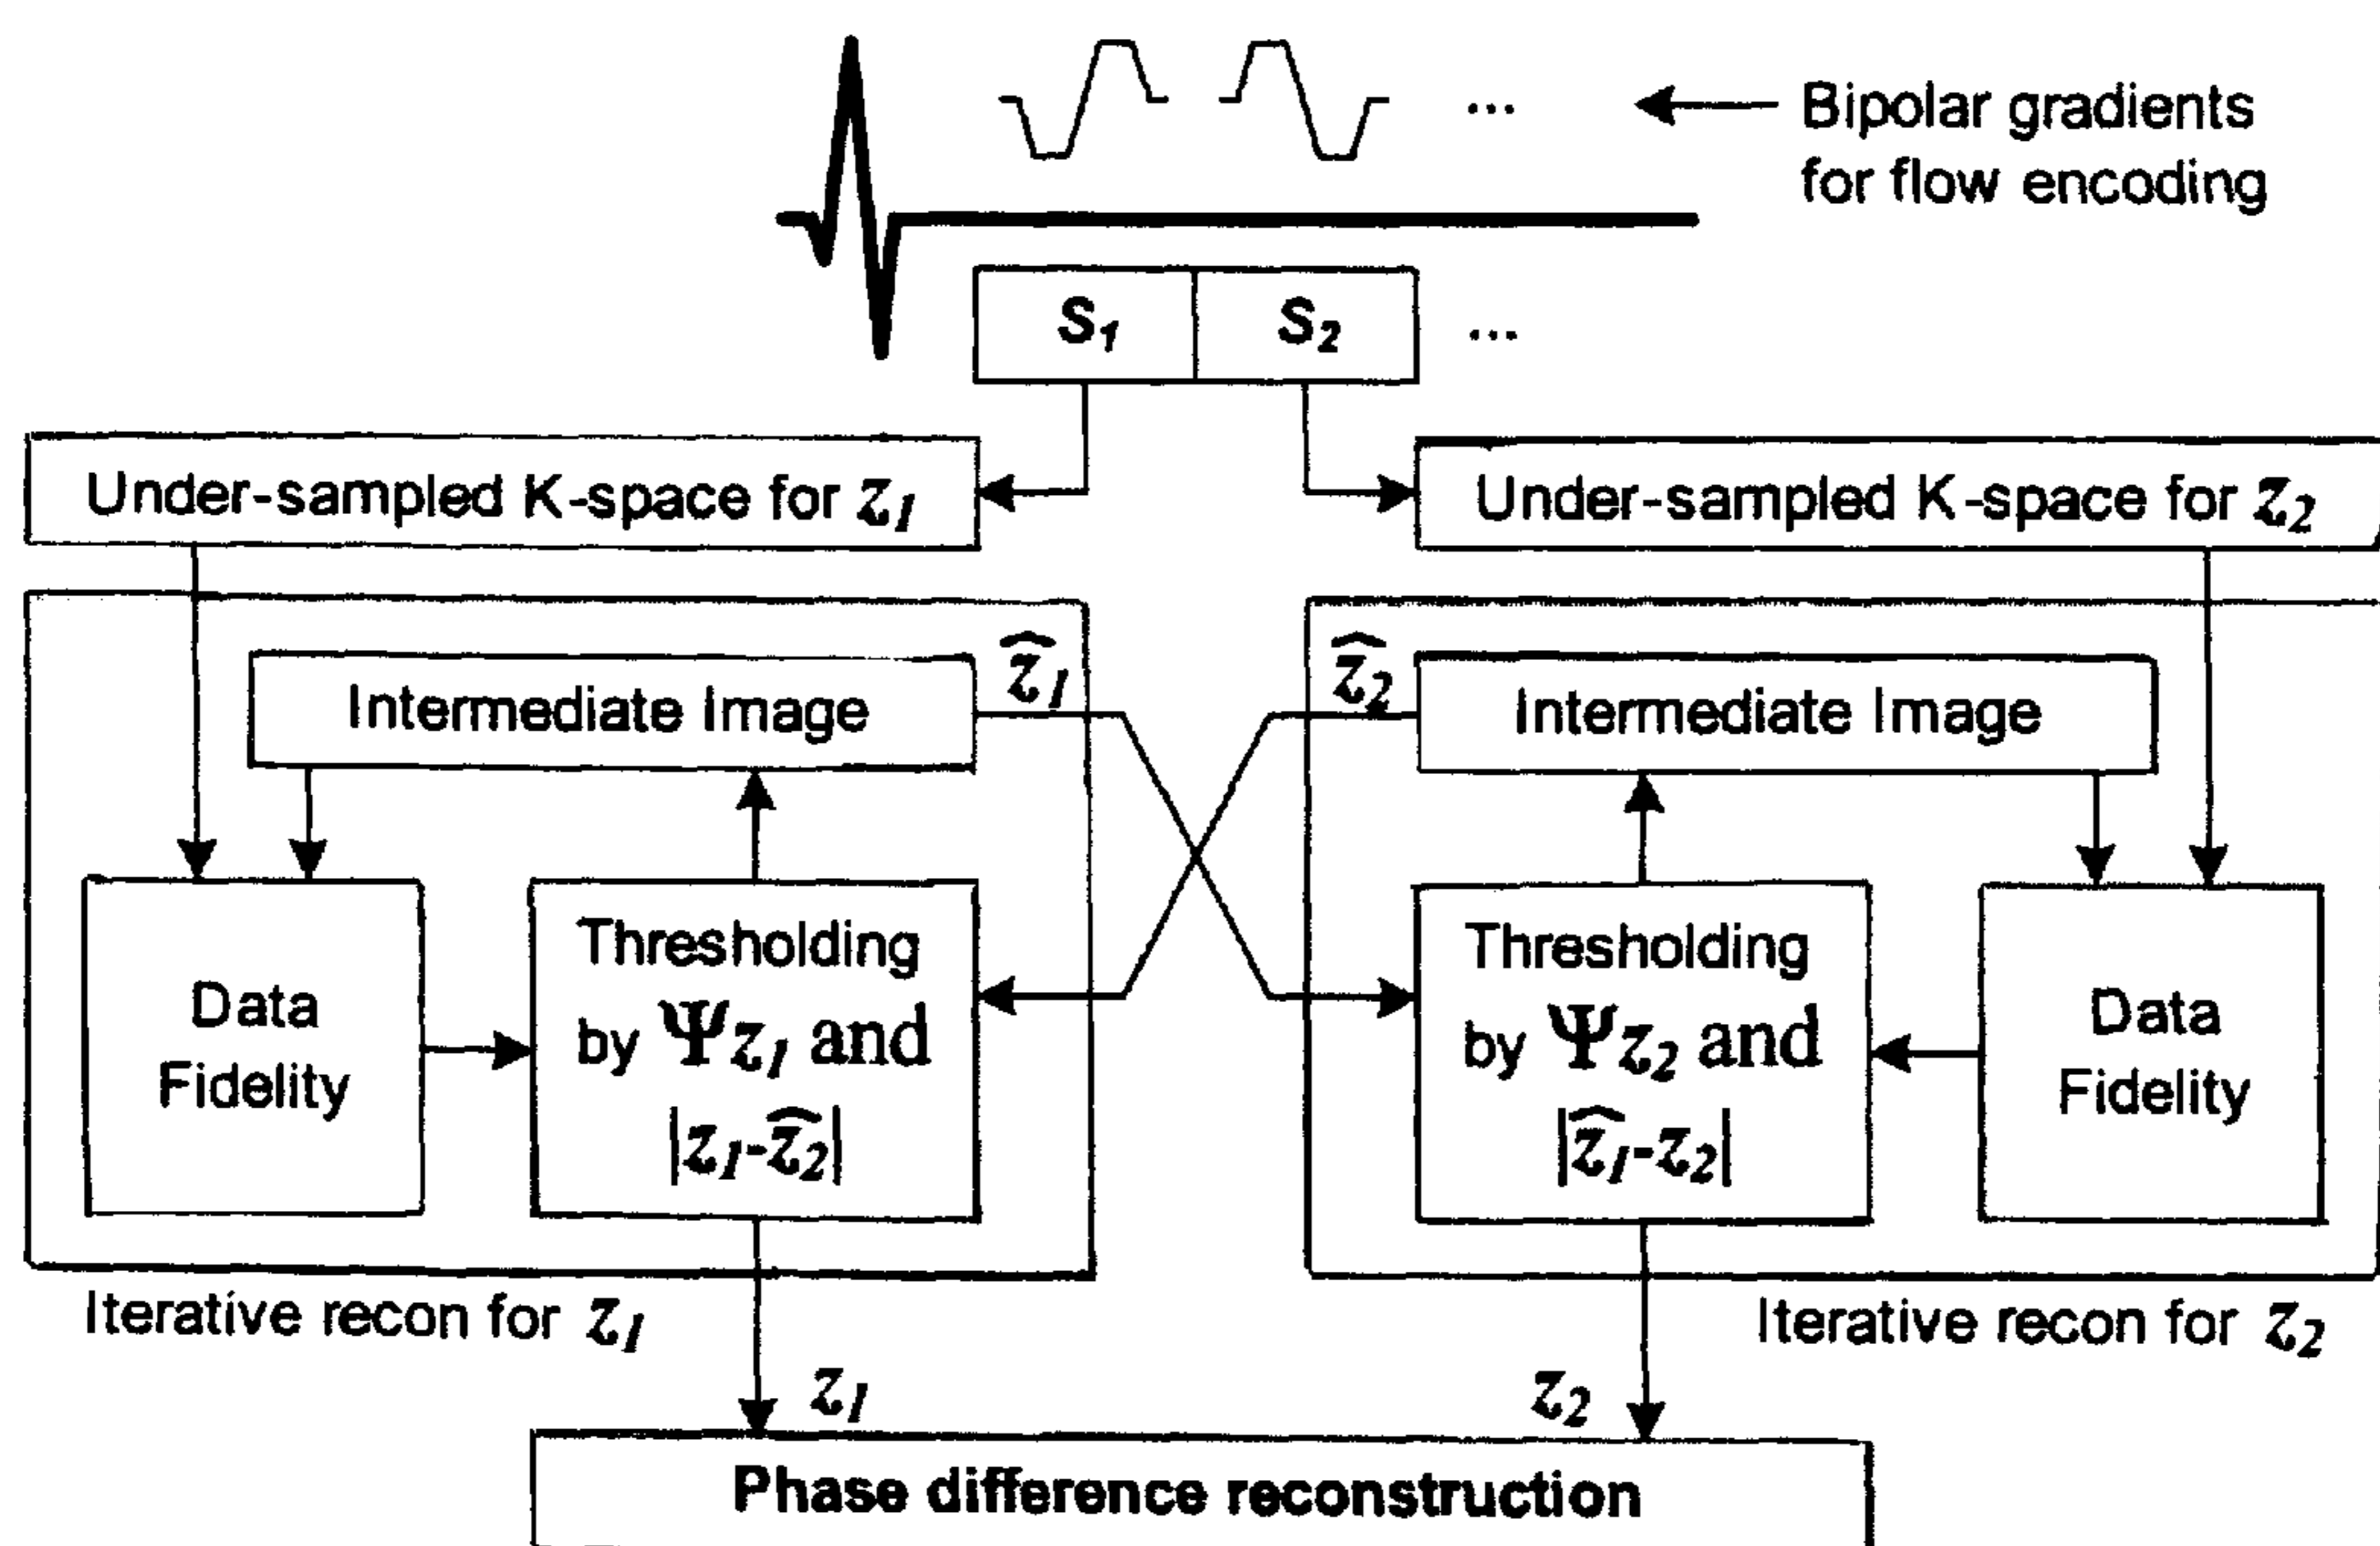 Bipolar gradients
for flow encoding
...
S₁ S₂ ...
Under-sampled K-space for z₁
Under-sampled K-space for z₂
ẑ₁
ẑ₂
Intermediate Image
Intermediate Image
Data
Fidelity
Thresholding
by Ψz₁ and
|z₁-ẑ₂|
Thresholding
by Ψz₂ and
|ẑ₁-z₂|
Data
Fidelity
Iterative recon for z₁
Iterative recon for z₂
z₁
z₂
Phase difference reconstruction